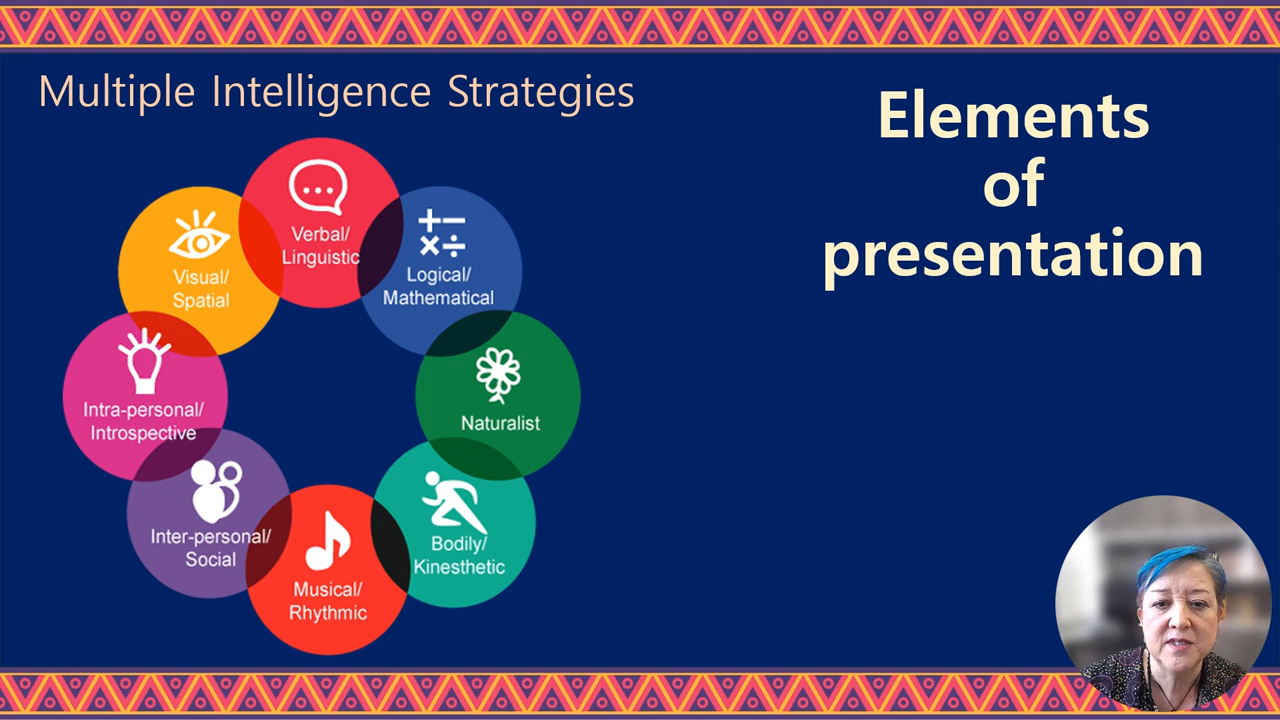 Multiple Intelligence Strategies
Elements
of
presentation
Verbal/
Linguistic
Logical/
Mathematical
Naturalist
Bodily/
Kinesthetic
Musical/
Rhythmic
Inter-personal/
Social
Intra-personal/
Introspective
Visual/
Spatial